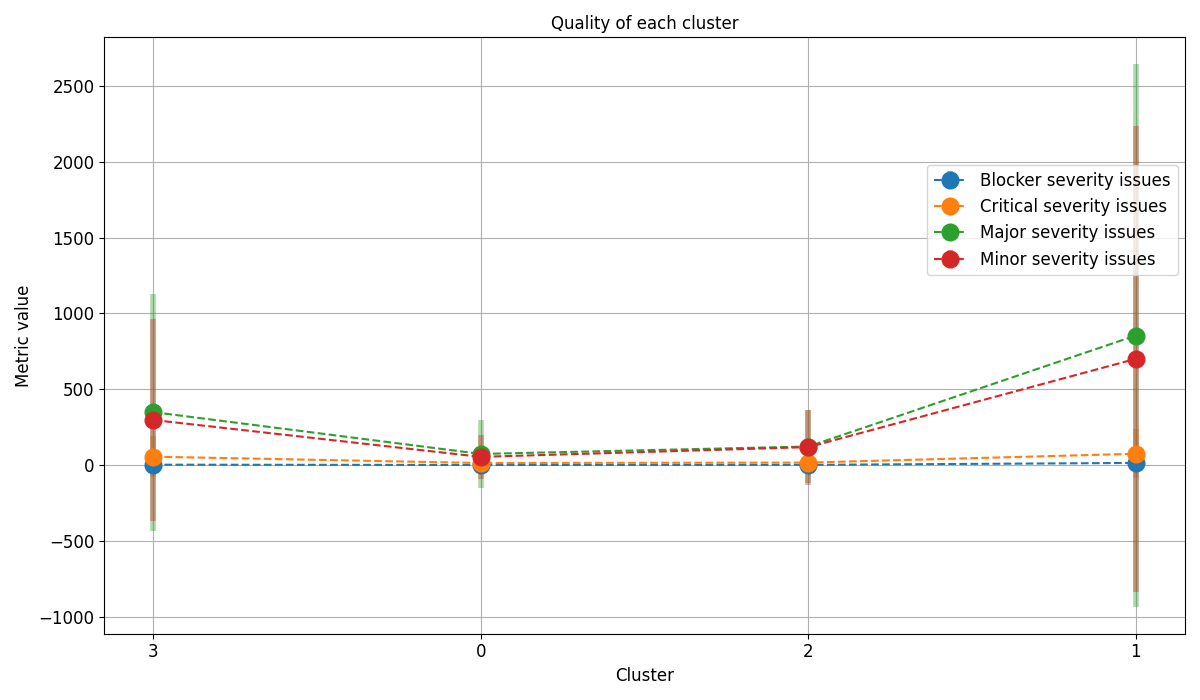 Quality of each cluster
Metric value
2500
2000
1500
1000
500
0
−500
−1000
Blocker severity issues
Critical severity issues
Major severity issues
Minor severity issues
3
0
2
1
Cluster